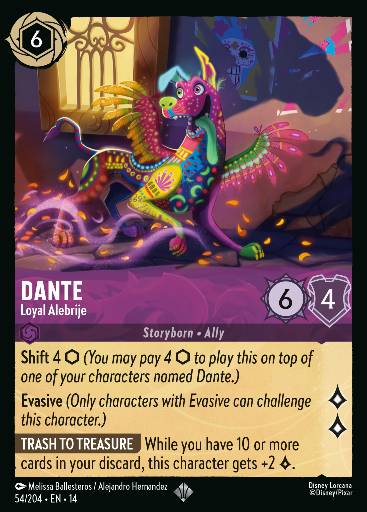 6
DANTE
Loyal Alebrije
6
4
Storyborn • Ally
Shift 4 ⬡ (You may pay 4 ⬡ to play this on top of
one of your characters named Dante.)
Evasive (Only characters with Evasive can challenge
this character.)
TRASH TO TREASURE While you have 10 or more
cards in your discard, this character gets +2 ◊.
Melissa Ballesteros / Alejandro Hernandez
Disney Lorcana
54/204 • EN • 14
©Disney/Pixar